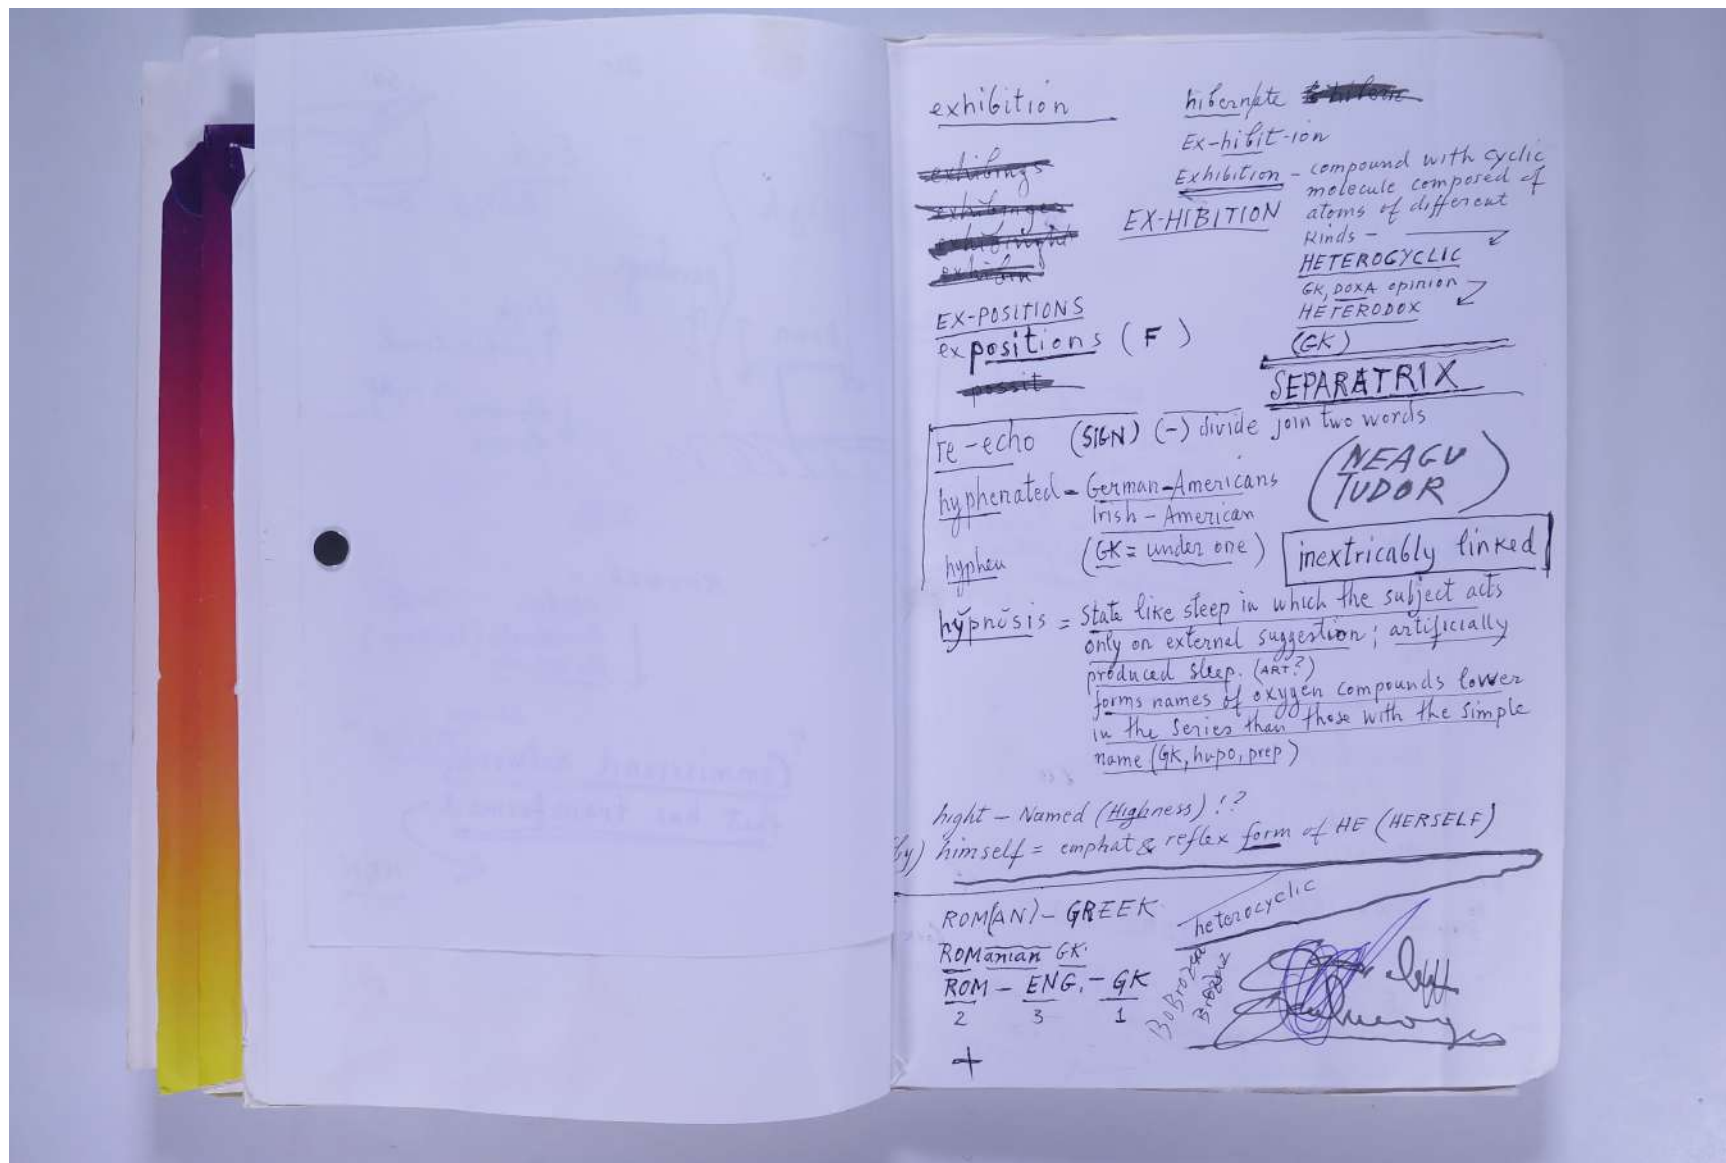 exhibition
hibernate
Ex-hibit-ion
exhibings
Exhibition - compound with cyclic
molecule composed of
atoms of different
kinds -
EX-HIBITION
HETEROCYCLIC
GK, DOXA opinion
HETERODOX
(GK)
EX-POSITIONS
expositions (F)
possit
SEPARATRIX
re-echo (SIGN) (-) divide join two words
(NEAGU
TUDOR)
hyphenated = German-Americans
Irish-American
hyphen (GK = under one)
inextricably linked
hypnosis = state like sleep in which the subject acts
only on external suggestion; artificially
produced sleep. (ART?)
forms names of oxygen compounds lower
in the series than those with the simple
name (GK, hupo, prep)
hight - Named (Highness)!?
by) himself = emphat & reflex form of HE (HERSELF)
ROM(AN) - GREEK
heterocyclic
ROMANIAN GK.
ROM - ENG. - GK
2 3 1
+